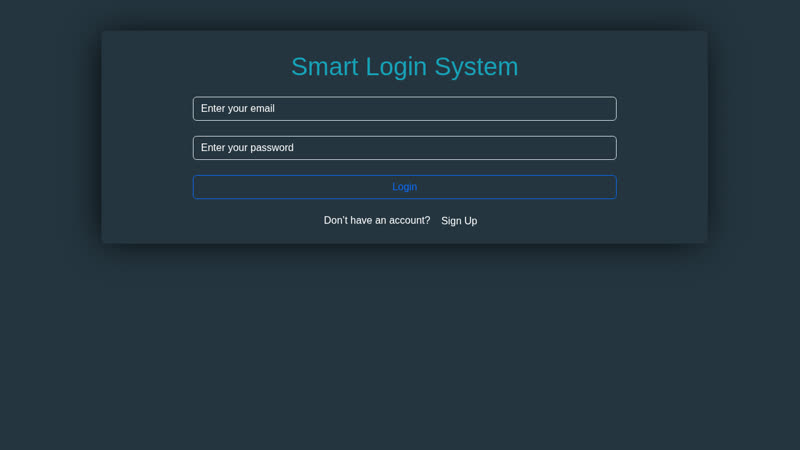 Smart Login System
Enter your email
Enter your password
Login
Don’t have an account? Sign Up